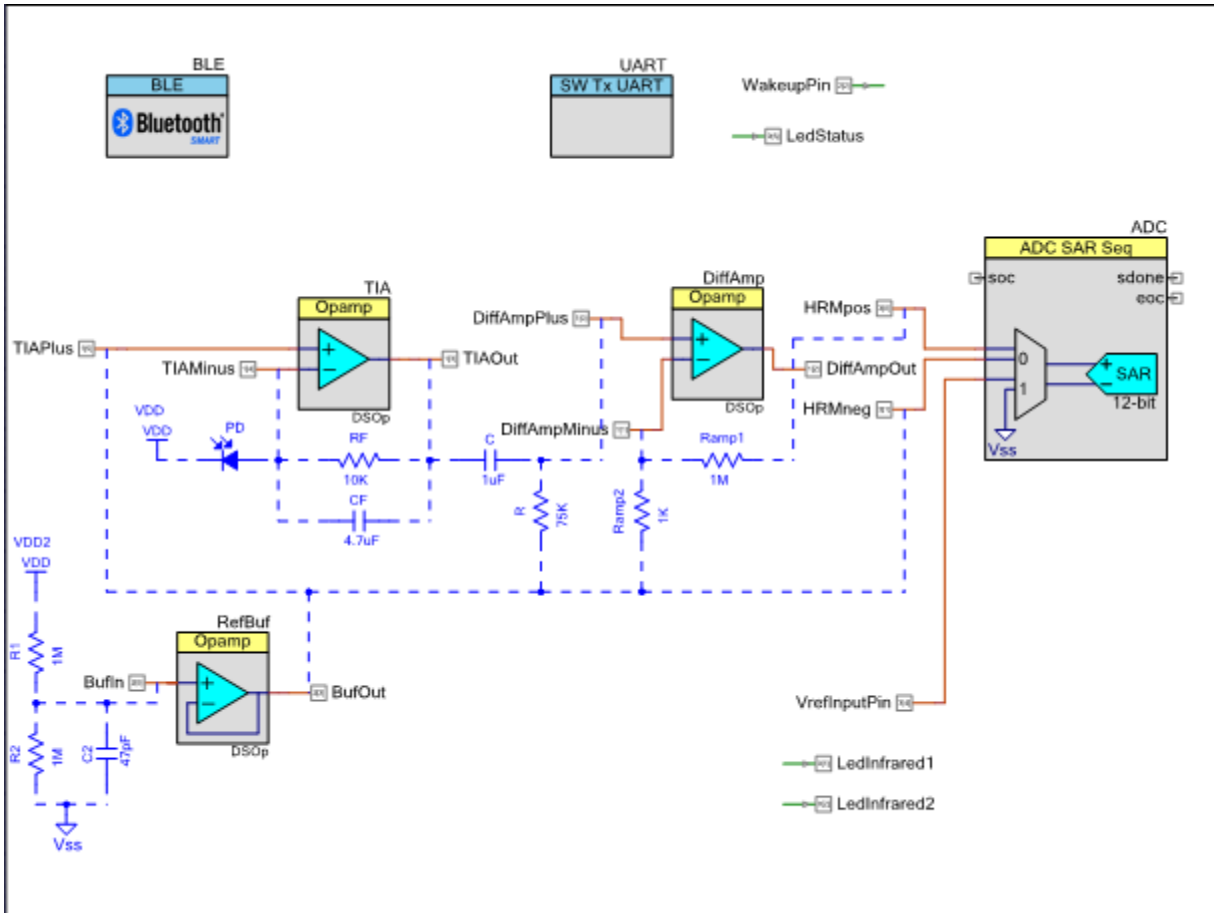 BLE
BLE
Bluetooth
SMART
UART
SW Tx UART
WakeupPin
LedStatus
ADC
ADC SAR Seq
soc
sdone
eoc
0
1
SAR
12-bit
Vss
TIA
Opamp
DSOp
TIAPlus
TIAMinus
TIAOut
DiffAmp
Opamp
DSOp
DiffAmpPlus
DiffAmpMinus
DiffAmpOut
HRMpos
HRMneg
VDD
VDD
PD
RF
10K
CF
4.7uF
C
1uF
R
75K
Ramp2
1K
Ramp1
1M
VDD2
VDD
R1
1M
R2
1M
C2
47pF
Vss
BufIn
RefBuf
Opamp
DSOp
BufOut
VrefInputPin
LedInfrared1
LedInfrared2
+
−
+
−
+
−
+
−